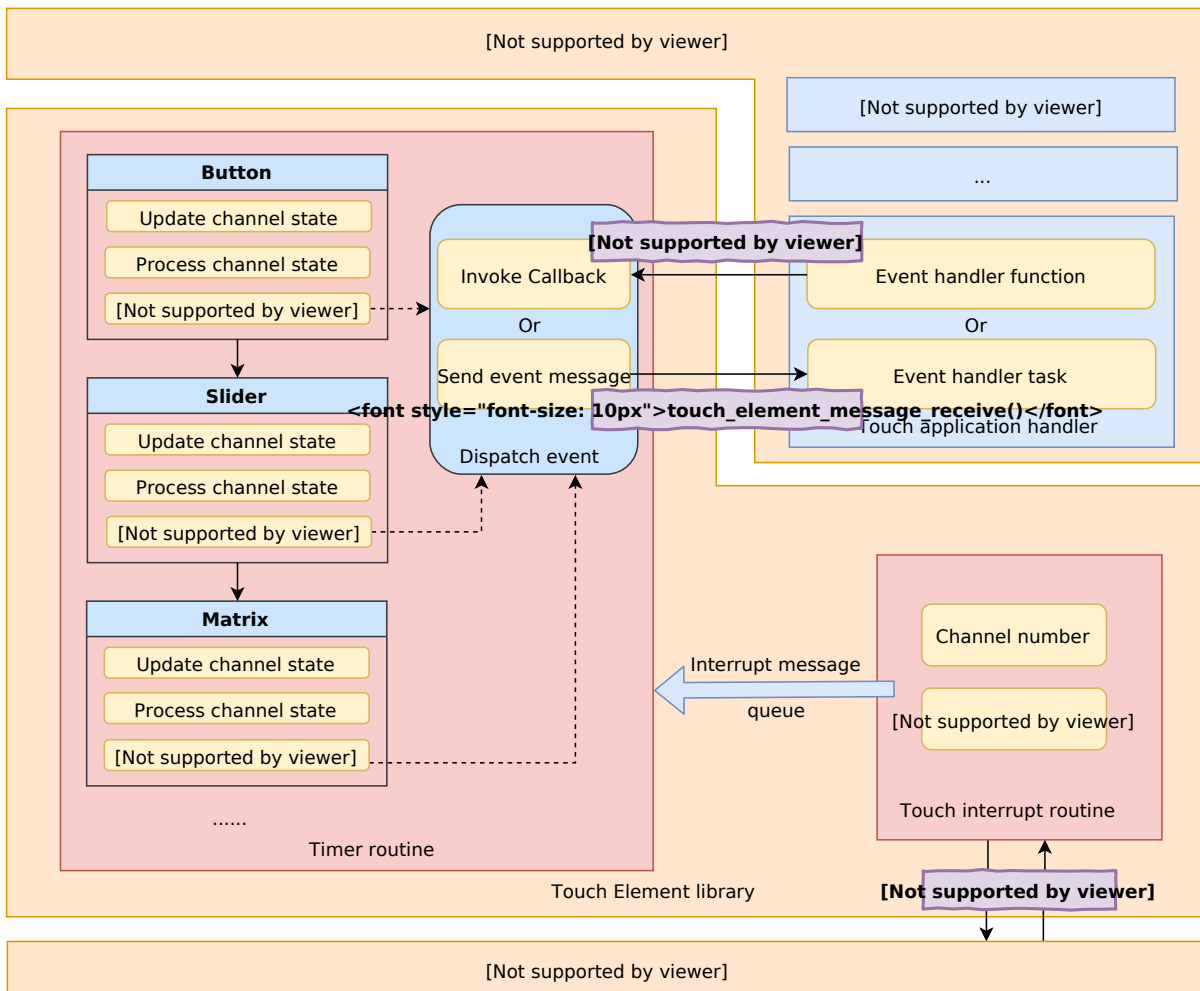 [Not supported by viewer]
[Not supported by viewer]
...
Button
Update channel state
Process channel state
[Not supported by viewer]
Slider
Update channel state
Process channel state
[Not supported by viewer]
Matrix
Update channel state
Process channel state
[Not supported by viewer]
......
Timer routine
Invoke Callback
Or
Send event message
Dispatch event
[Not supported by viewer]
<font style="font-size: 10px">touch_element_message_receive()</font>
Event handler function
Or
Event handler task
Touch application handler
Interrupt message
queue
Channel number
[Not supported by viewer]
Touch interrupt routine
Touch Element library
[Not supported by viewer]
[Not supported by viewer]